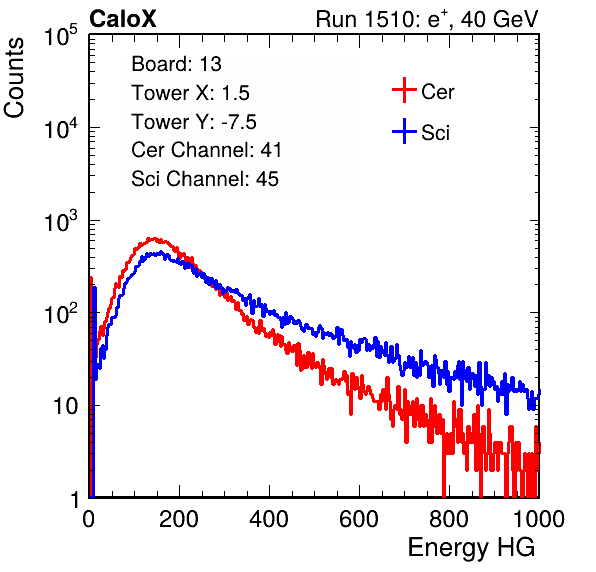 CaloX Run 1510: e⁺, 40 GeV
Counts
Board: 13
Tower X: 1.5
Tower Y: -7.5
Cer Channel: 41
Sci Channel: 45
Cer
Sci
10⁵
10⁴
10³
10²
10
1
0 200 400 600 800 1000
Energy HG